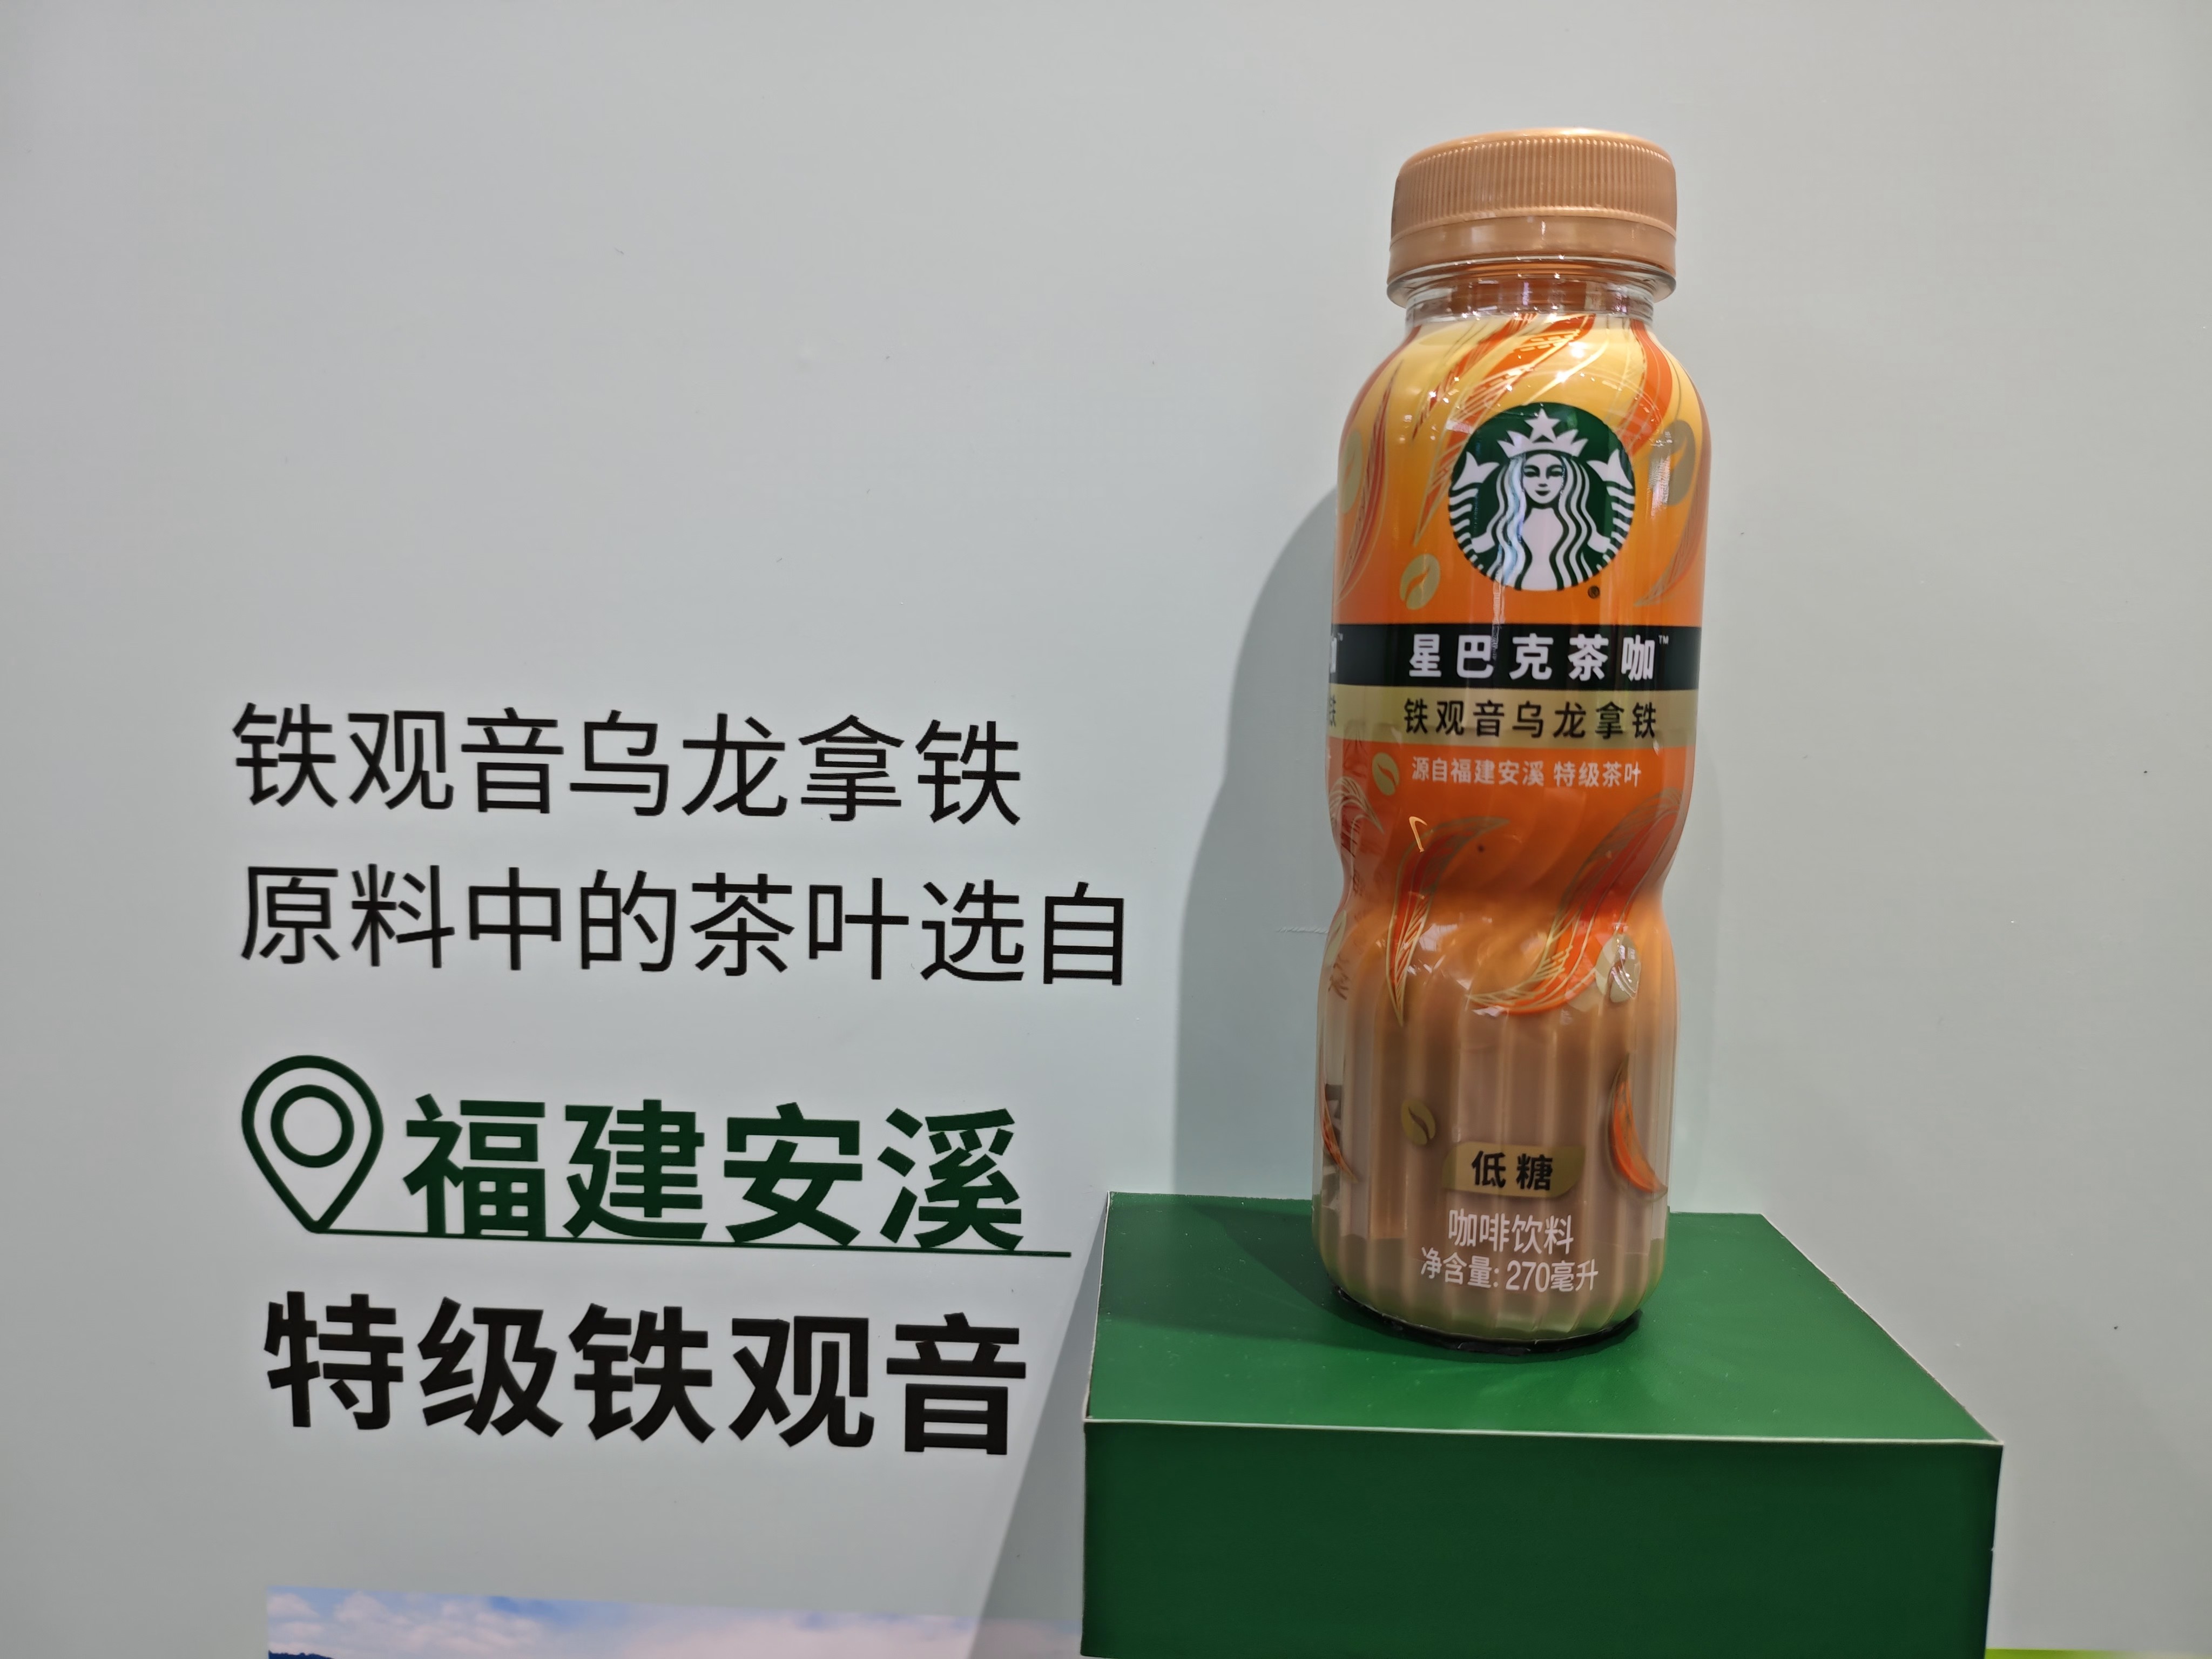 铁观音乌龙拿铁
原料中的茶叶选自
福建安溪
特级铁观音
星巴克茶咖™
铁观音乌龙拿铁
源自福建安溪 特级茶叶
低糖
咖啡饮料
净含量: 270毫升